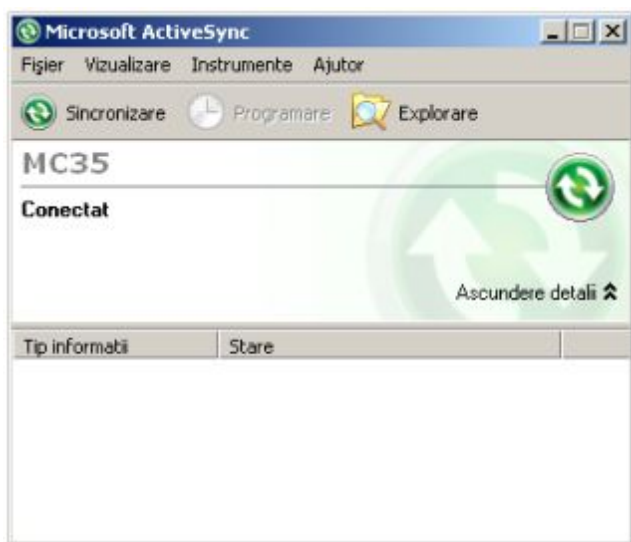 Microsoft ActiveSync
Fişier Vizualizare Instrumente Ajutor
Sincronizare Programare Explorare
MC35
Conectat
Ascundere detalii
Tip informatii Stare